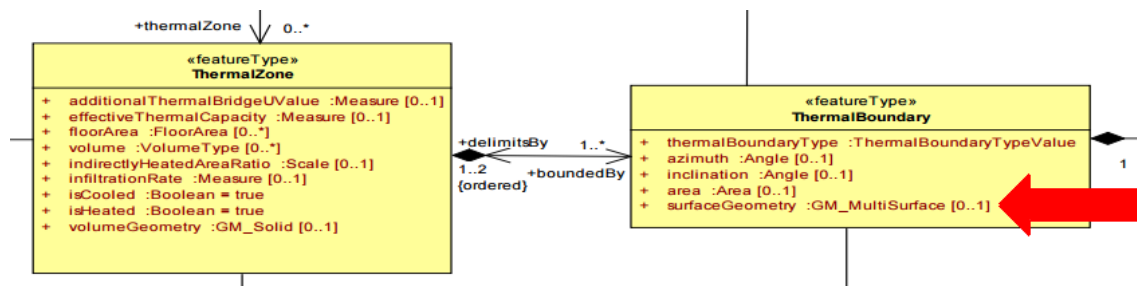 +thermalZone 0..*
«featureType»
ThermalZone
+ additionalThermalBridgeUValue :Measure [0..1]
+ effectiveThermalCapacity :Measure [0..1]
+ floorArea :FloorArea [0..*]
+ volume :VolumeType [0..*]
+ indirectlyHeatedAreaRatio :Scale [0..1]
+ infiltrationRate :Measure [0..1]
+ isCooled :Boolean = true
+ isHeated :Boolean = true
+ volumeGeometry :GM_Solid [0..1]
+delimitsBy 1..*
1..2 +boundedBy
{ordered}
«featureType»
ThermalBoundary
+ thermalBoundaryType :ThermalBoundaryTypeValue
+ azimuth :Angle [0..1]
+ inclination :Angle [0..1]
+ area :Area [0..1]
+ surfaceGeometry :GM_MultiSurface [0..1]
1